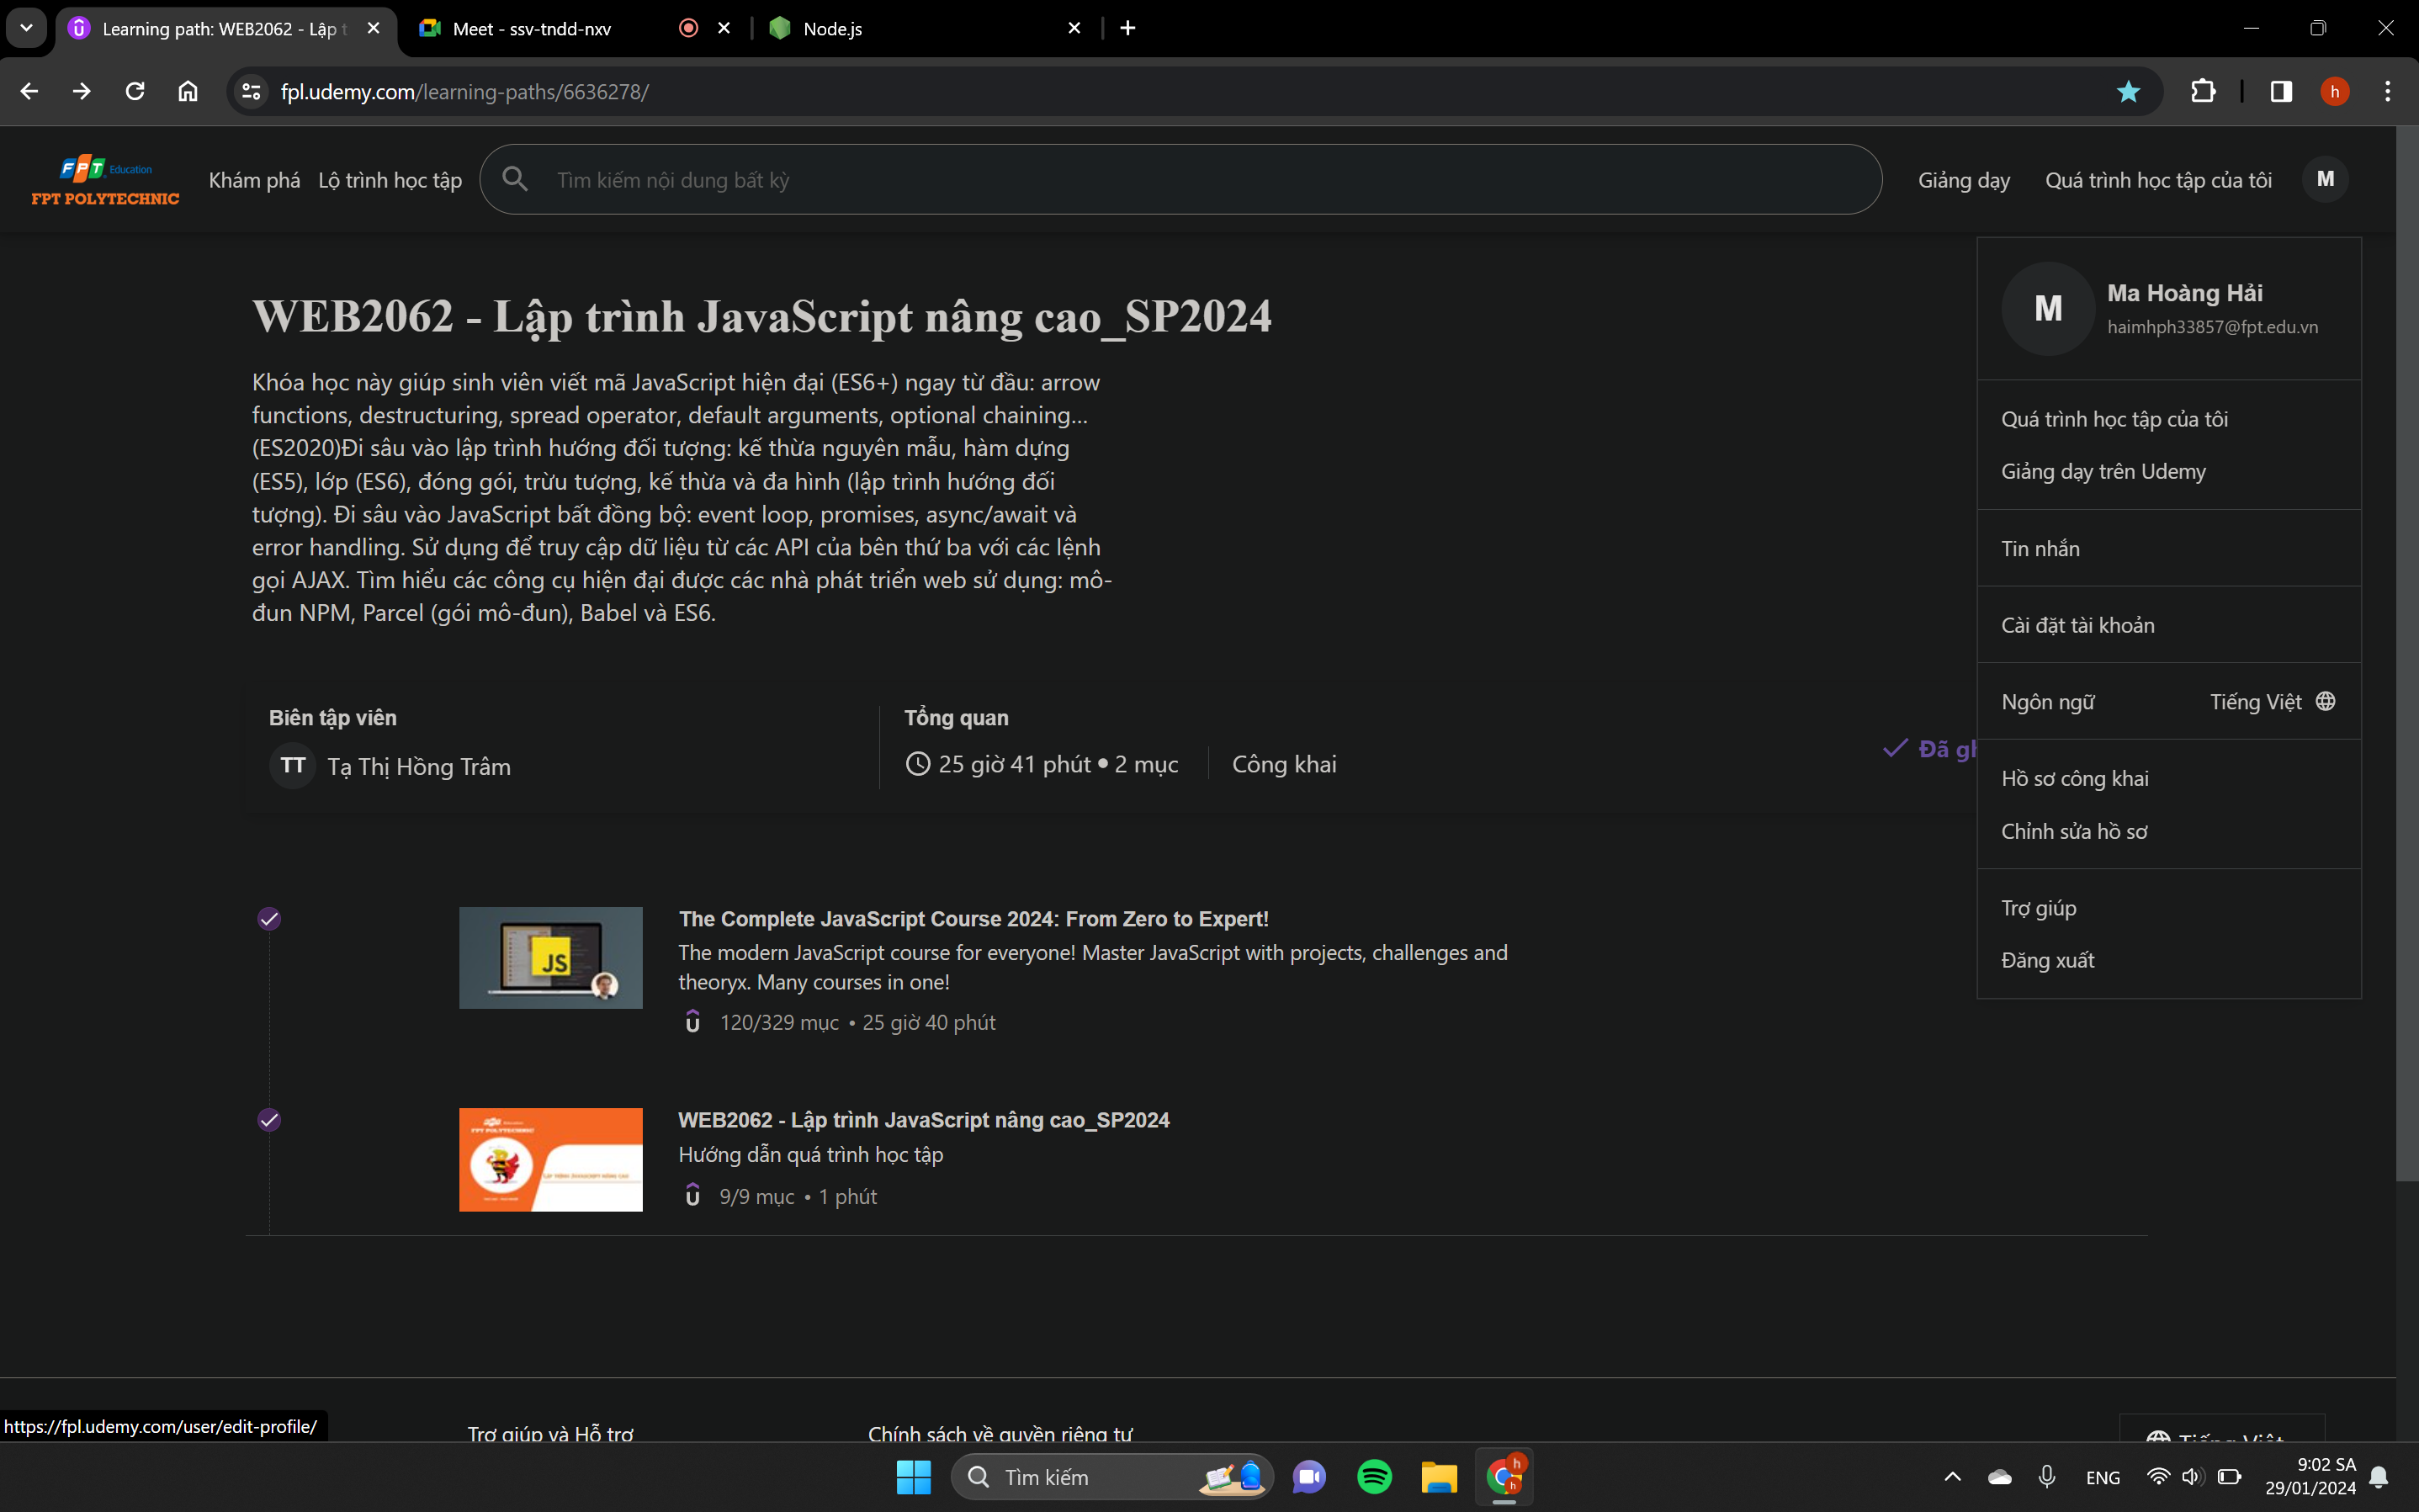 Learning path: WEB2062 - Lập t
Meet - ssv-tndd-nxv
Node.js
fpl.udemy.com/learning-paths/6636278/
h
FPT Education
FPT POLYTECHNIC
Khám phá
Lộ trình học tập
Tìm kiếm nội dung bất kỳ
Giảng dạy
Quá trình học tập của tôi
M
WEB2062 - Lập trình JavaScript nâng cao_SP2024
Khóa học này giúp sinh viên viết mã JavaScript hiện đại (ES6+) ngay từ đầu: arrow
functions, destructuring, spread operator, default arguments, optional chaining...
(ES2020)Đi sâu vào lập trình hướng đối tượng: kế thừa nguyên mẫu, hàm dựng
(ES5), lớp (ES6), đóng gói, trừu tượng, kế thừa và đa hình (lập trình hướng đối
tượng). Đi sâu vào JavaScript bất đồng bộ: event loop, promises, async/await và
error handling. Sử dụng để truy cập dữ liệu từ các API của bên thứ ba với các lệnh
gọi AJAX. Tìm hiểu các công cụ hiện đại được các nhà phát triển web sử dụng: mô-
đun NPM, Parcel (gói mô-đun), Babel và ES6.
M
Ma Hoàng Hải
haimhph33857@fpt.edu.vn
Quá trình học tập của tôi
Giảng dạy trên Udemy
Tin nhắn
Cài đặt tài khoản
Ngôn ngữ
Tiếng Việt
Hồ sơ công khai
Chỉnh sửa hồ sơ
Trợ giúp
Đăng xuất
Biên tập viên
TT
Tạ Thị Hồng Trâm
Tổng quan
25 giờ 41 phút • 2 mục
Công khai
Đã gh
JS
The Complete JavaScript Course 2024: From Zero to Expert!
The modern JavaScript course for everyone! Master JavaScript with projects, challenges and
theoryx. Many courses in one!
120/329 mục • 25 giờ 40 phút
FPT POLYTECHNIC
LẬP TRÌNH JAVASCRIPT NÂNG CAO
WEB2062 - Lập trình JavaScript nâng cao_SP2024
Hướng dẫn quá trình học tập
9/9 mục • 1 phút
https://fpl.udemy.com/user/edit-profile/
Trợ giúp và Hỗ trợ
Chính sách về quyền riêng tư
Tiếng Việt
Tìm kiếm
h
h
ENG
9:02 SA
29/01/2024